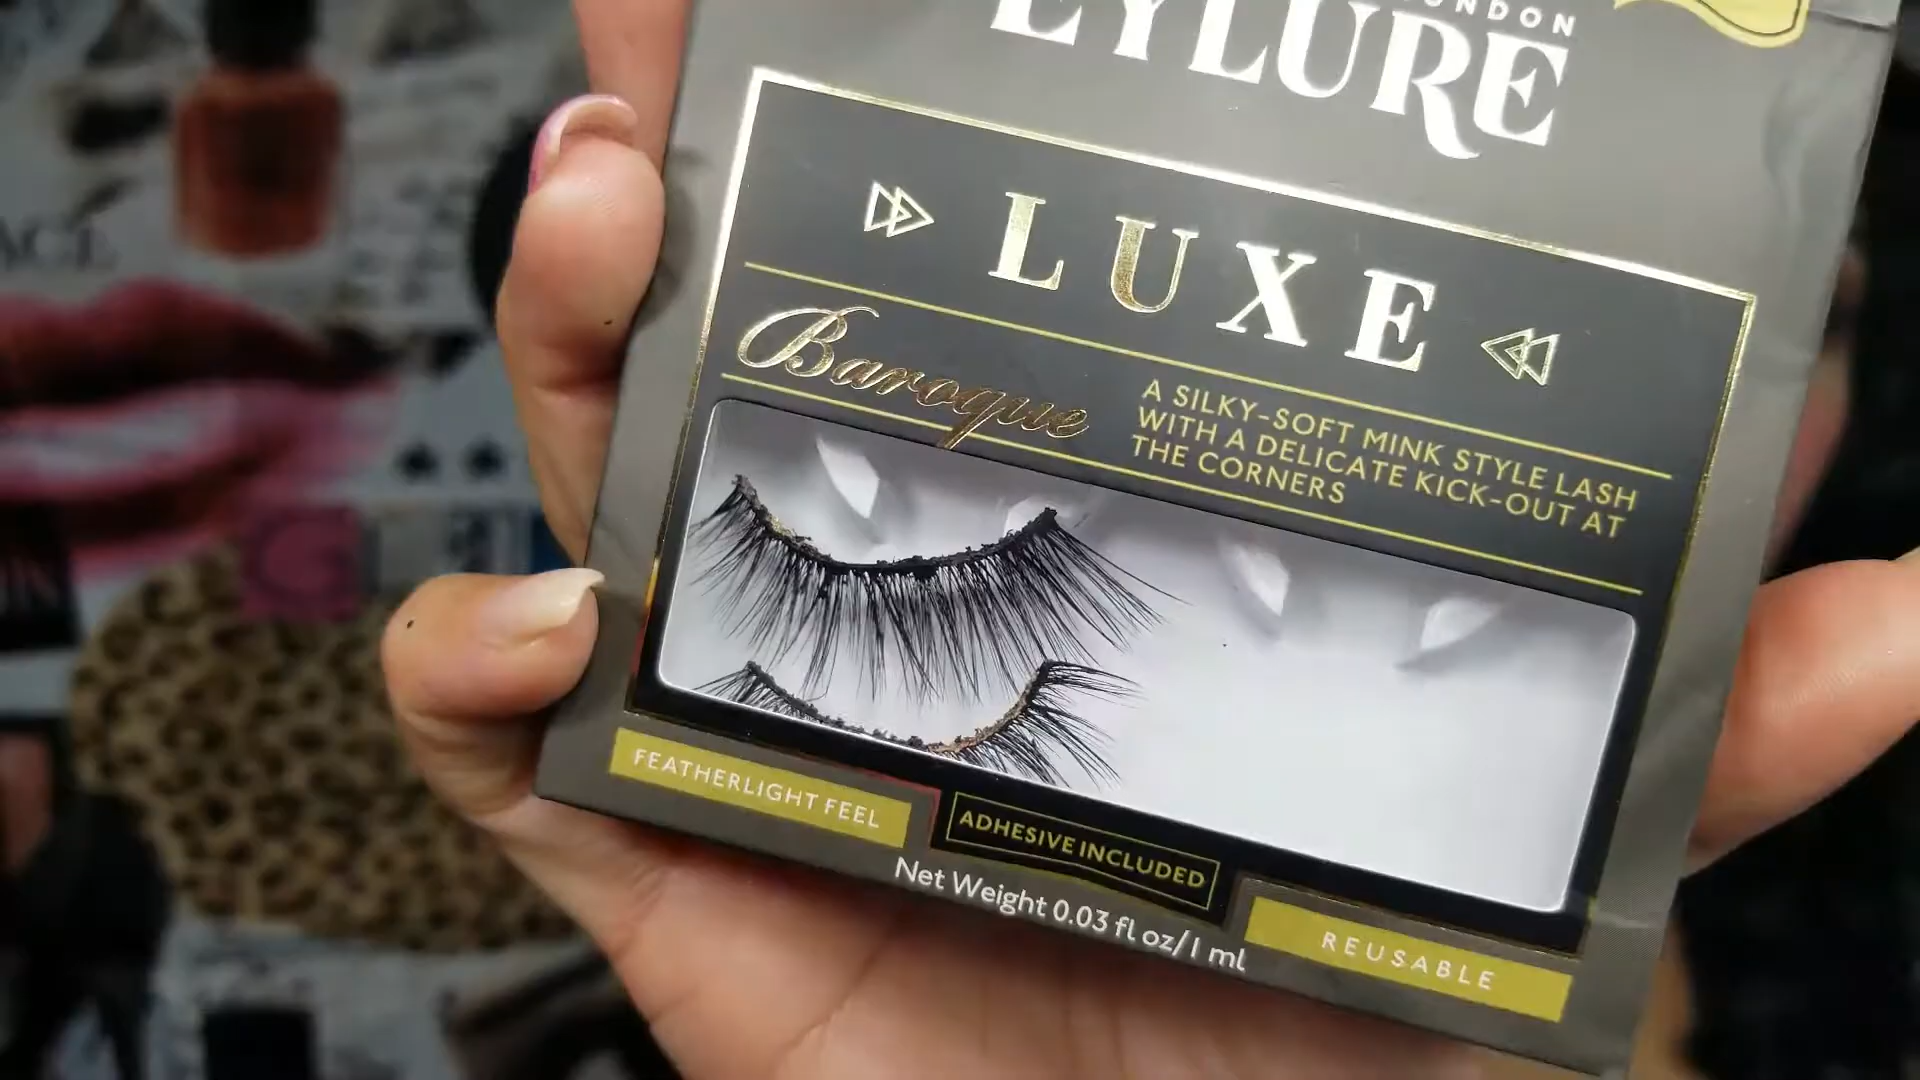 LONDON
EYLURE
LUXE
Baroque
A SILKY-SOFT MINK STYLE LASH
WITH A DELICATE KICK-OUT AT
THE CORNERS
FEATHERLIGHT FEEL
ADHESIVE INCLUDED
Net Weight 0.03 fl oz/1 ml
REUSABLE